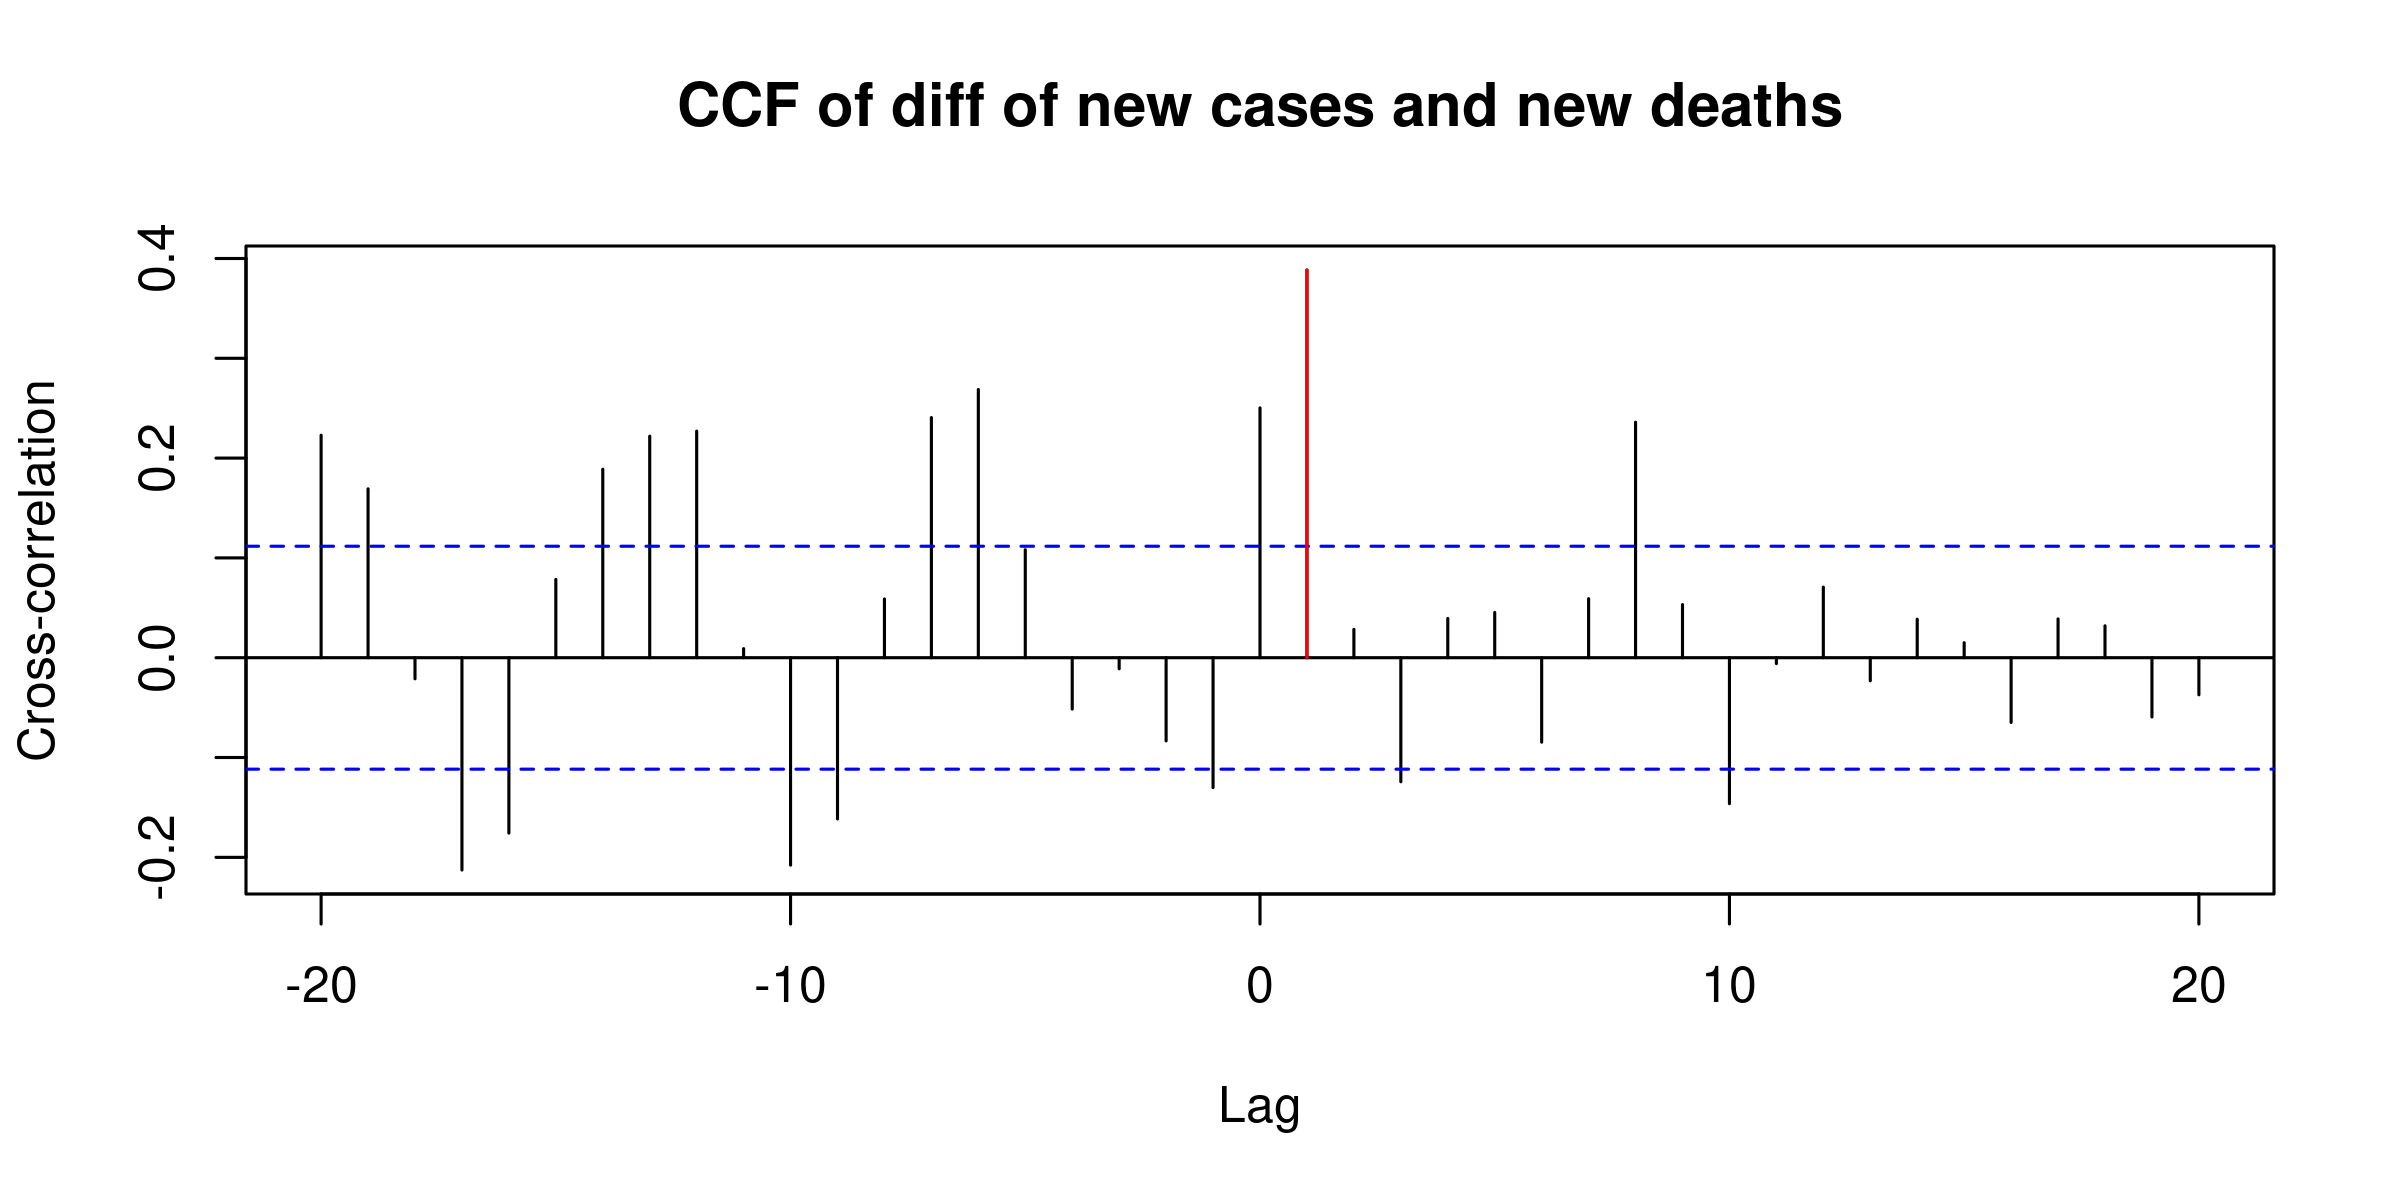 CCF of diff of new cases and new deaths
Cross-correlation
0.4
0.2
0.0
-0.2
-20 -10 0 10 20
Lag